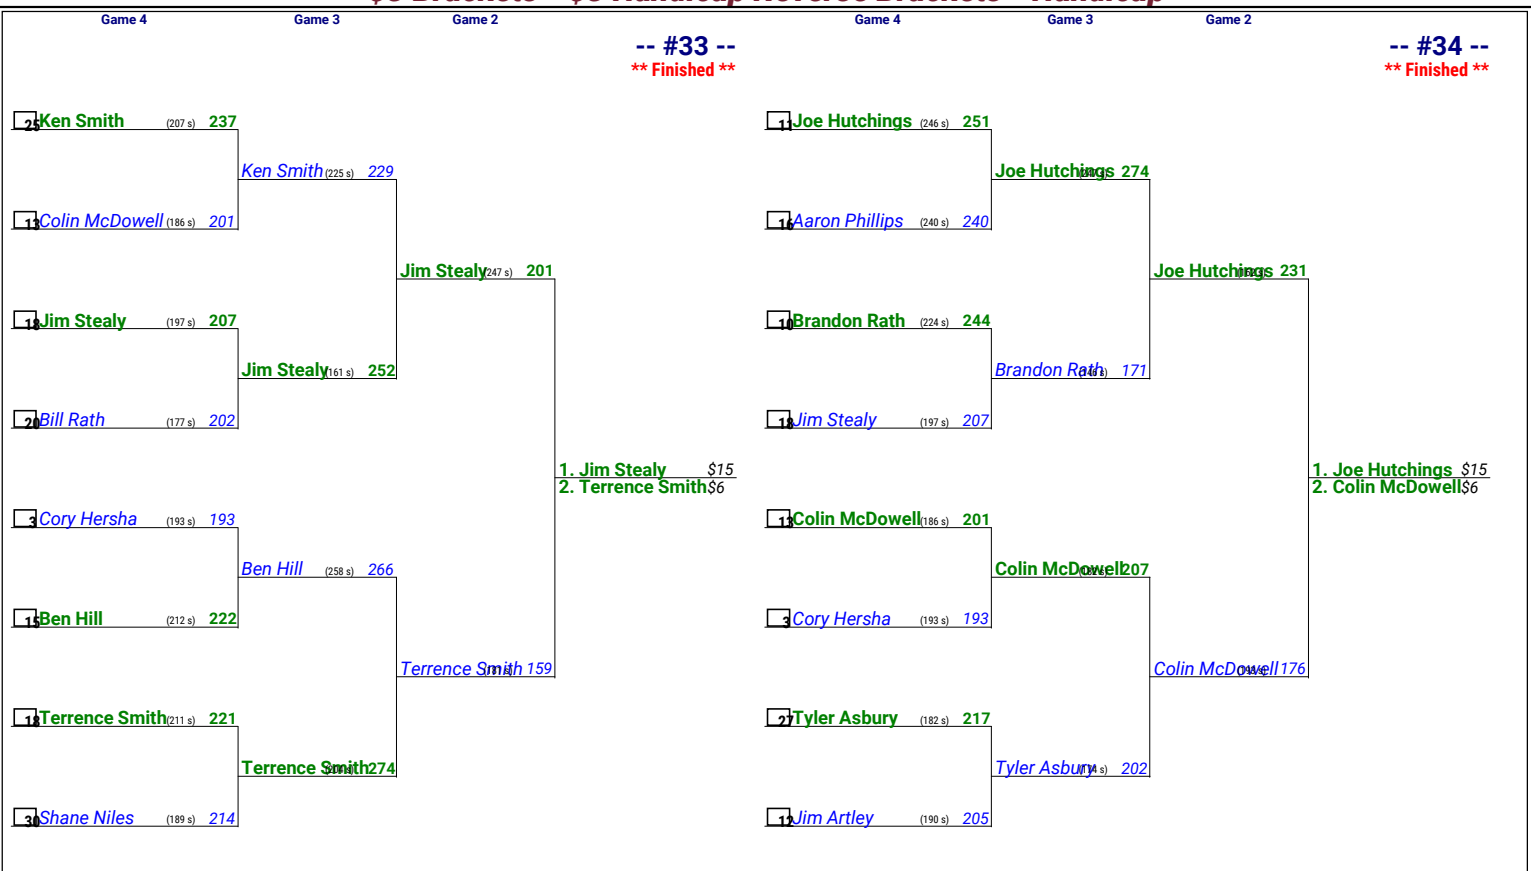 $5 Brackets - $5 Handicap Reverse Brackets - Handicap
Game 4 Game 3 Game 2
-- #33 --
** Finished **
25 Ken Smith (207 s) 237
Ken Smith (225 s) 229
13 Colin McDowell (186 s) 201
Jim Stealy (247 s) 201
18 Jim Stealy (197 s) 207
Jim Stealy (161 s) 252
20 Bill Rath (177 s) 202
1. Jim Stealy $15
2. Terrence Smith $6
3 Cory Hersha (193 s) 193
Ben Hill (258 s) 266
15 Ben Hill (212 s) 222
Terrence Smith 159
18 Terrence Smith (211 s) 221
Terrence Smith 274
30 Shane Niles (189 s) 214
Game 4 Game 3 Game 2
-- #34 --
** Finished **
11 Joe Hutchings (246 s) 251
Joe Hutchings 274
16 Aaron Phillips (240 s) 240
Joe Hutchings 231
10 Brandon Rath (224 s) 244
Brandon Rath 171
18 Jim Stealy (197 s) 207
1. Joe Hutchings $15
2. Colin McDowell $6
13 Colin McDowell (186 s) 201
Colin McDowell 207
3 Cory Hersha (193 s) 193
Colin McDowell 176
27 Tyler Asbury (182 s) 217
Tyler Asbury 202
12 Jim Artley (190 s) 205